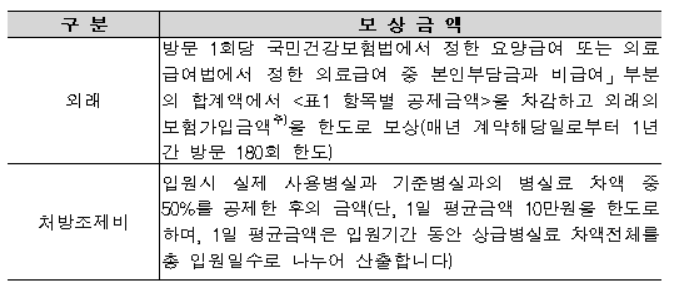 구 분 보 상 금 액
방문 1회당 국민건강보험법에서 정한 요양급여 또는 의료
급여법에서 정한 의료급여 중 본인부담금과 비급여」 부분
외래 의 합계액에서 <표1 항목별 공제금액>을 차감하고 외래의
보험가입금액주)을 한도로 보상(매년 계약해당일로부터 1년
간 방문 180회 한도)
입원시 실제 사용병실과 기준병실과의 병실료 차액 중
50%를 공제한 후의 금액(단, 1일 평균금액 10만원을 한도로
처방조제비 하며, 1일 평균금액은 입원기간 동안 상급병실료 차액전체를
총 입원일수로 나누어 산출합니다)